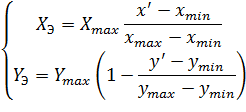 X_Э = X_max (x′ − x_min)/(x_max − x_min)
Y_Э = Y_max (1 − (y′ − y_min)/(y_max − y_min))